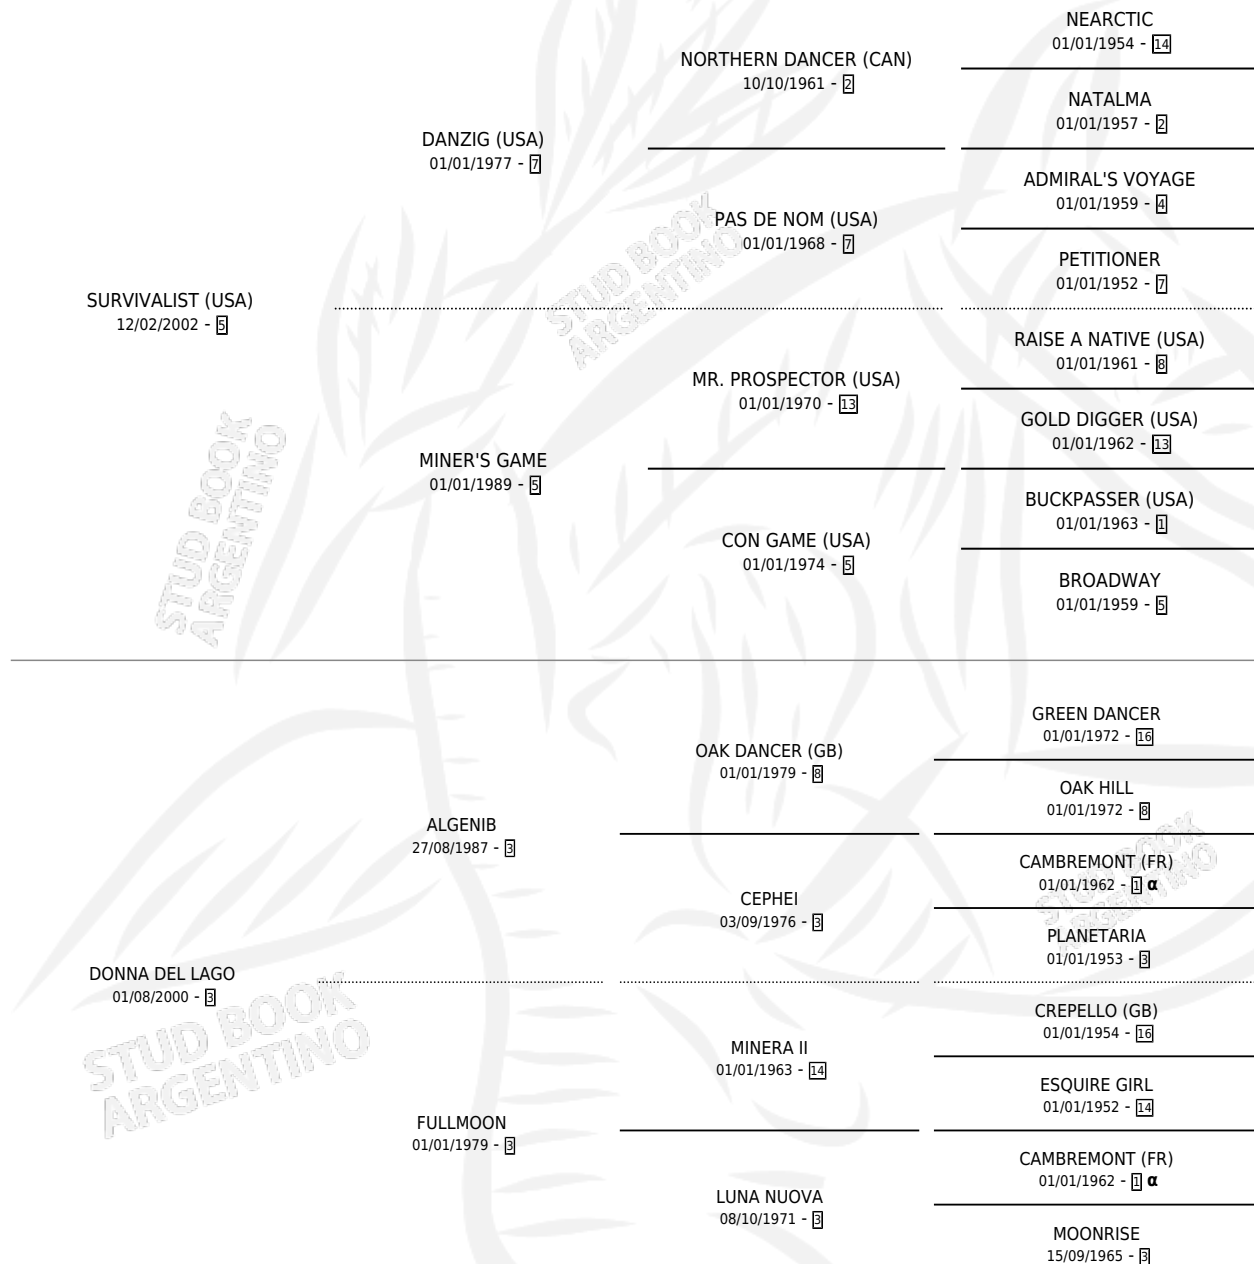 NEARCTIC
01/01/1954 - 14
NORTHERN DANCER (CAN)
10/10/1961 - 2
NATALMA
01/01/1957 - 2
DANZIG (USA)
01/01/1977 - 7
ADMIRAL'S VOYAGE
01/01/1959 - 4
PAS DE NOM (USA)
01/01/1968 - 7
PETITIONER
01/01/1952 - 7
SURVIVALIST (USA)
12/02/2002 - 5
RAISE A NATIVE (USA)
01/01/1961 - 8
MR. PROSPECTOR (USA)
01/01/1970 - 13
GOLD DIGGER (USA)
01/01/1962 - 13
MINER'S GAME
01/01/1989 - 5
BUCKPASSER (USA)
01/01/1963 - 1
CON GAME (USA)
01/01/1974 - 5
BROADWAY
01/01/1959 - 5
GREEN DANCER
01/01/1972 - 16
OAK DANCER (GB)
01/01/1979 - 8
OAK HILL
01/01/1972 - 8
ALGENIB
27/08/1987 - 3
CAMBREMONT (FR)
01/01/1962 - 1 α
CEPHEI
03/09/1976 - 3
PLANETARIA
01/01/1953 - 3
DONNA DEL LAGO
01/08/2000 - 3
CREPELLO (GB)
01/01/1954 - 16
MINERA II
01/01/1963 - 14
ESQUIRE GIRL
01/01/1952 - 14
FULLMOON
01/01/1979 - 3
CAMBREMONT (FR)
01/01/1962 - 1 α
LUNA NUOVA
08/10/1971 - 3
MOONRISE
15/09/1965 - 3
STUD BOOK
ARGENTINO
STUD BOOK
ARGENTINO
STUD BOOK
ARGENTINO
STUD BOOK
ARGENTINO